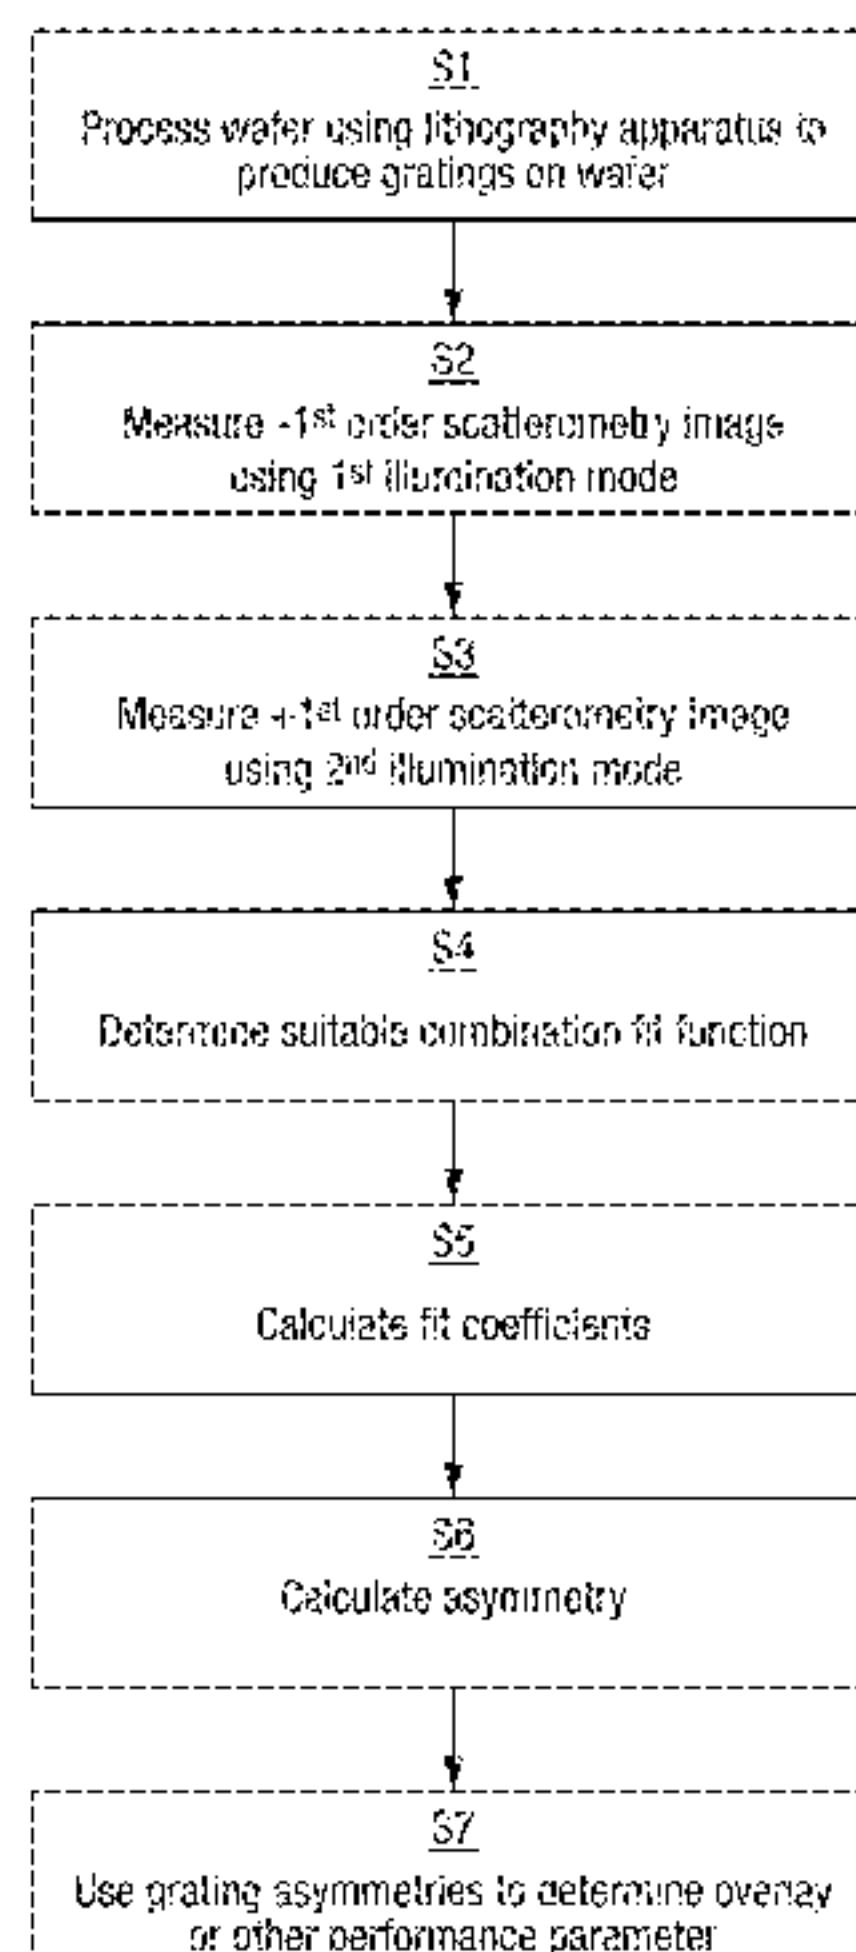 S1
Process wafer using lithography apparatus to
produce gratings on wafer
S2
Measure -1st order scatterometry image
using 1st illumination mode
S3
Measure +1st order scatterometry image
using 2nd illumination mode
S4
Determine suitable combination fit function
S5
Calculate fit coefficients
S6
Calculate asymmetry
S7
Use grating asymmetries to determine overlay
or other performance parameter